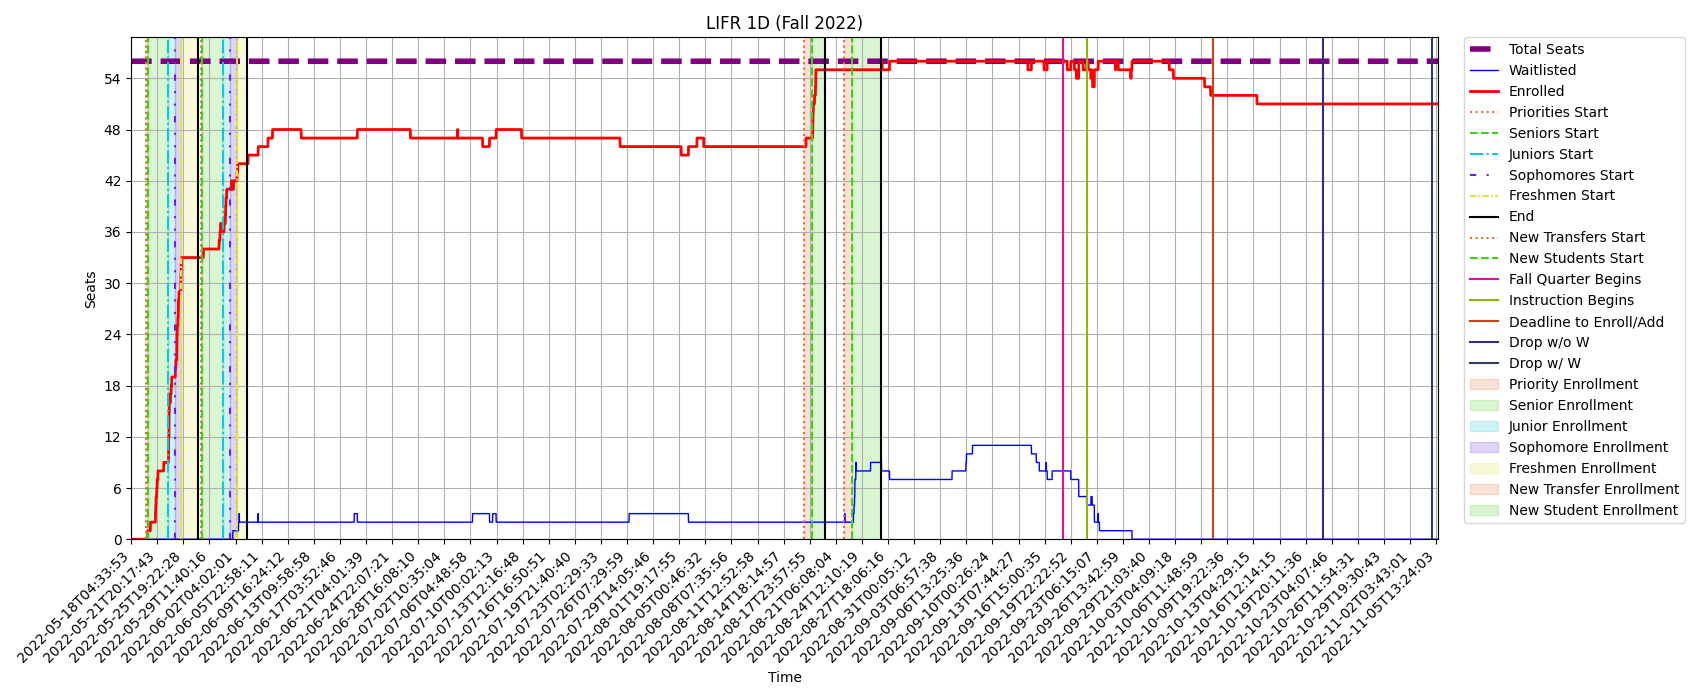 LIFR 1D (Fall 2022)
Seats
54
48
42
36
30
24
18
12
6
0
2022-05-18T04:33:53
2022-05-21T20:17:43
2022-05-25T19:22:28
2022-05-29T11:40:16
2022-06-02T04:02:01
2022-06-05T22:58:11
2022-06-09T16:24:12
2022-06-13T09:58:58
2022-06-17T03:52:46
2022-06-21T04:01:39
2022-06-24T22:07:21
2022-06-28T16:08:10
2022-07-02T10:35:04
2022-07-06T04:48:58
2022-07-10T00:02:13
2022-07-13T12:16:48
2022-07-16T16:50:51
2022-07-19T21:40:40
2022-07-23T02:29:33
2022-07-26T07:29:59
2022-07-29T14:05:46
2022-08-01T19:17:55
2022-08-05T00:46:32
2022-08-08T07:35:56
2022-08-11T12:52:58
2022-08-14T18:14:57
2022-08-17T23:57:55
2022-08-21T06:08:04
2022-08-24T12:10:19
2022-08-27T18:06:16
2022-08-31T00:05:12
2022-09-03T06:57:38
2022-09-06T13:25:36
2022-09-10T00:26:24
2022-09-13T07:44:27
2022-09-16T15:00:35
2022-09-19T22:22:52
2022-09-23T06:15:07
2022-09-26T13:42:59
2022-09-29T21:03:40
2022-10-03T04:09:18
2022-10-06T11:48:59
2022-10-09T19:22:36
2022-10-13T04:29:15
2022-10-16T12:14:15
2022-10-19T20:11:36
2022-10-23T04:07:46
2022-10-26T11:54:31
2022-10-29T19:30:43
2022-11-02T03:43:01
2022-11-05T13:24:03
Time
Total Seats
Waitlisted
Enrolled
Priorities Start
Seniors Start
Juniors Start
Sophomores Start
Freshmen Start
End
New Transfers Start
New Students Start
Fall Quarter Begins
Instruction Begins
Deadline to Enroll/Add
Drop w/o W
Drop w/ W
Priority Enrollment
Senior Enrollment
Junior Enrollment
Sophomore Enrollment
Freshmen Enrollment
New Transfer Enrollment
New Student Enrollment